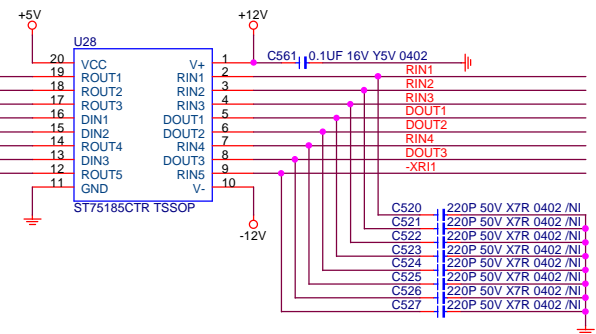 +5V
+12V
U28
C561 0.1UF 16V Y5V 0402
20 VCC V+ 1
19 ROUT1 RIN1 2 RIN1
18 ROUT2 RIN2 3 RIN2
17 ROUT3 RIN3 4 RIN3
16 DIN1 DOUT1 5 DOUT1
15 DIN2 DOUT2 6 DOUT2
14 ROUT4 RIN4 7 RIN4
13 DIN3 DOUT3 8 DOUT3
12 ROUT5 RIN5 9 -XRI1
11 GND V- 10
ST75185CTR TSSOP
-12V
C520 220P 50V X7R 0402 /NI
C521 220P 50V X7R 0402 /NI
C522 220P 50V X7R 0402 /NI
C523 220P 50V X7R 0402 /NI
C524 220P 50V X7R 0402 /NI
C525 220P 50V X7R 0402 /NI
C526 220P 50V X7R 0402 /NI
C527 220P 50V X7R 0402 /NI